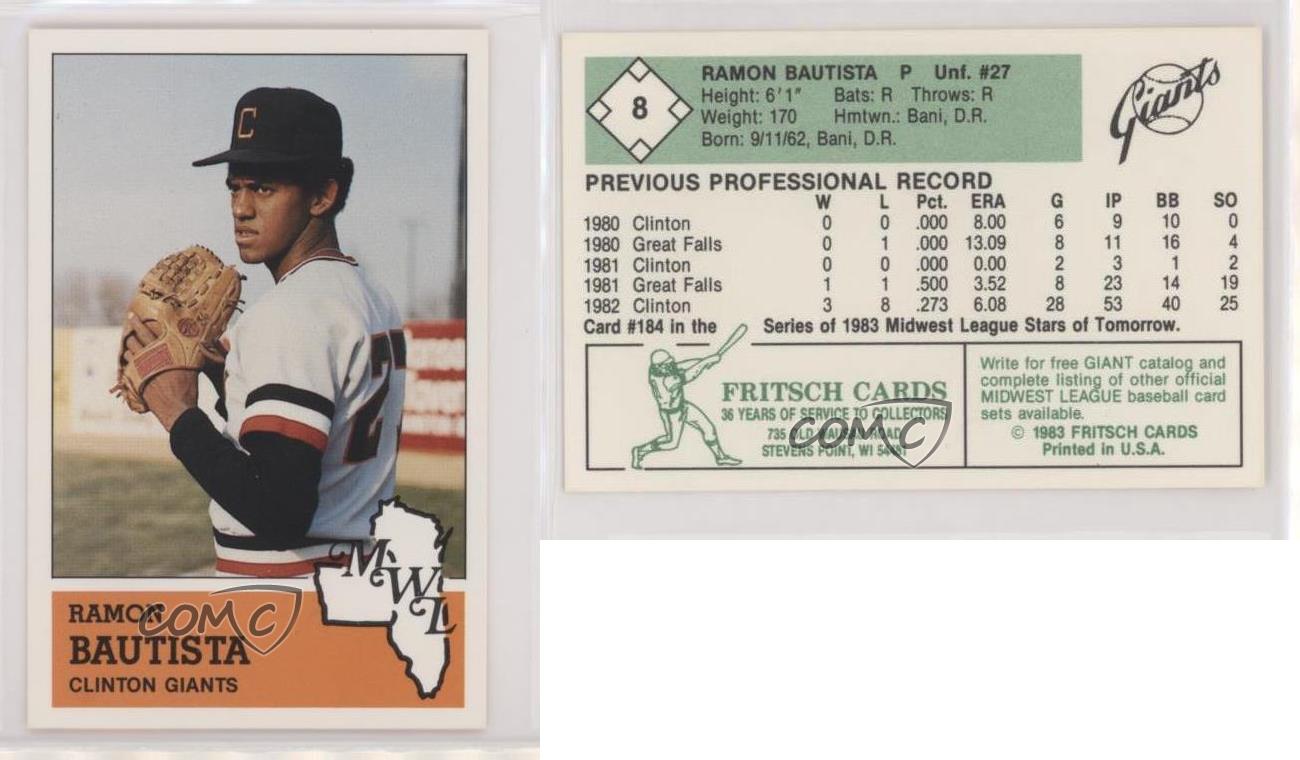 C
27
MWL
RAMON
BAUTISTA
CLINTON GIANTS
COMC
8
RAMON BAUTISTA P Unf. #27
Height: 6'1" Bats: R Throws: R
Weight: 170 Hmtwn.: Bani, D.R.
Born: 9/11/62, Bani, D.R.
Giants
PREVIOUS PROFESSIONAL RECORD
W L Pct. ERA G IP BB SO
1980 Clinton 0 0 .000 8.00 6 9 10 0
1980 Great Falls 0 1 .000 13.09 8 11 16 4
1981 Clinton 0 0 .000 0.00 2 3 1 2
1981 Great Falls 1 1 .500 3.52 8 23 14 19
1982 Clinton 3 8 .273 6.08 28 53 40 25
Card #184 in the Series of 1983 Midwest League Stars of Tomorrow.
FRITSCH CARDS
36 YEARS OF SERVICE TO COLLECTORS
735 OLD WAUSAU ROAD
STEVENS POINT, WI 54481
COMC
Write for free GIANT catalog and
complete listing of other official
MIDWEST LEAGUE baseball card
sets available.
© 1983 FRITSCH CARDS
Printed in U.S.A.